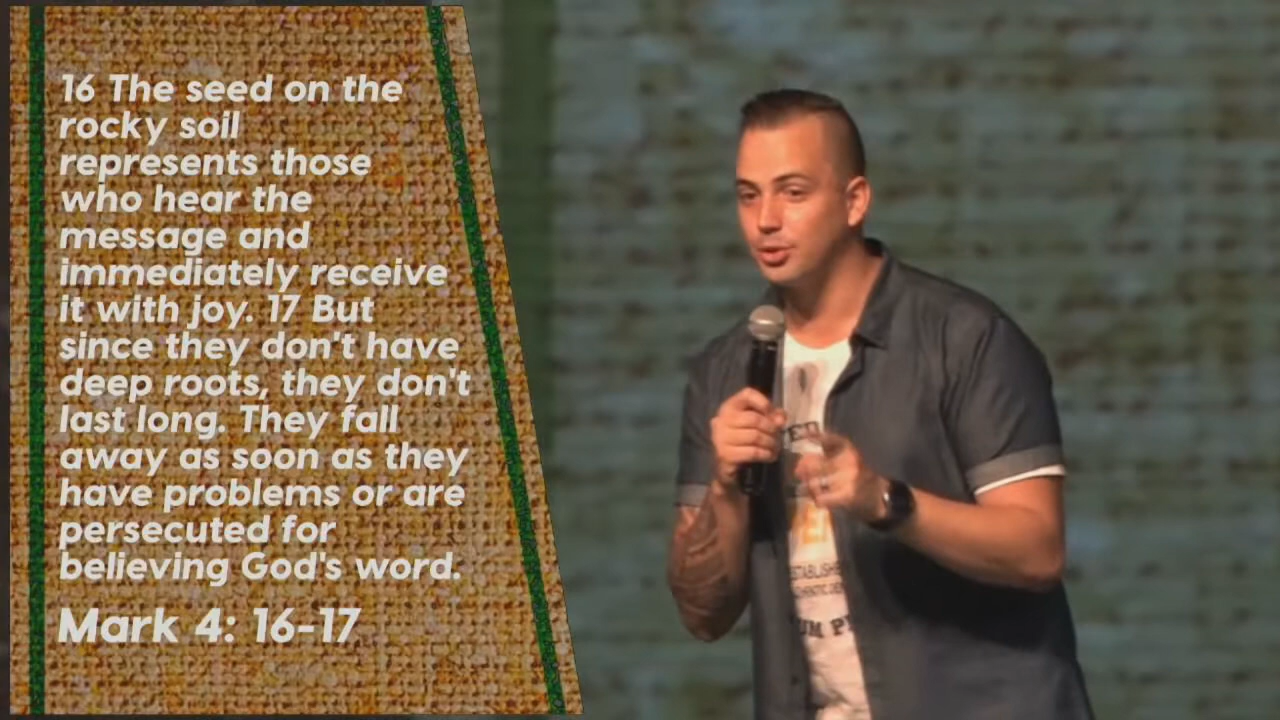 16 The seed on the
rocky soil
represents those
who hear the
message and
immediately receive
it with joy. 17 But
since they don't have
deep roots, they don't
last long. They fall
away as soon as they
have problems or are
persecuted for
believing God's word.
Mark 4: 16-17